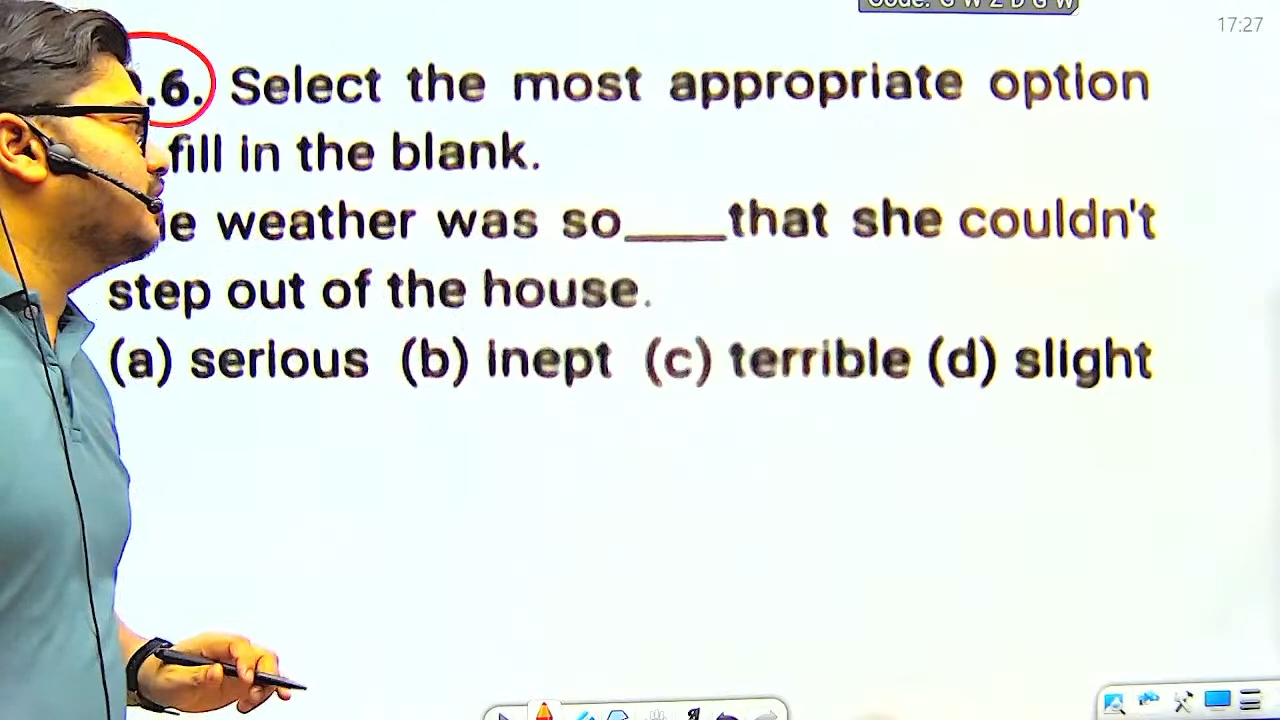 Code: G W Z D G W
17:27
.6. Select the most appropriate option
fill in the blank.
e weather was so____that she couldn't
step out of the house.
(a) serious (b) inept (c) terrible (d) slight